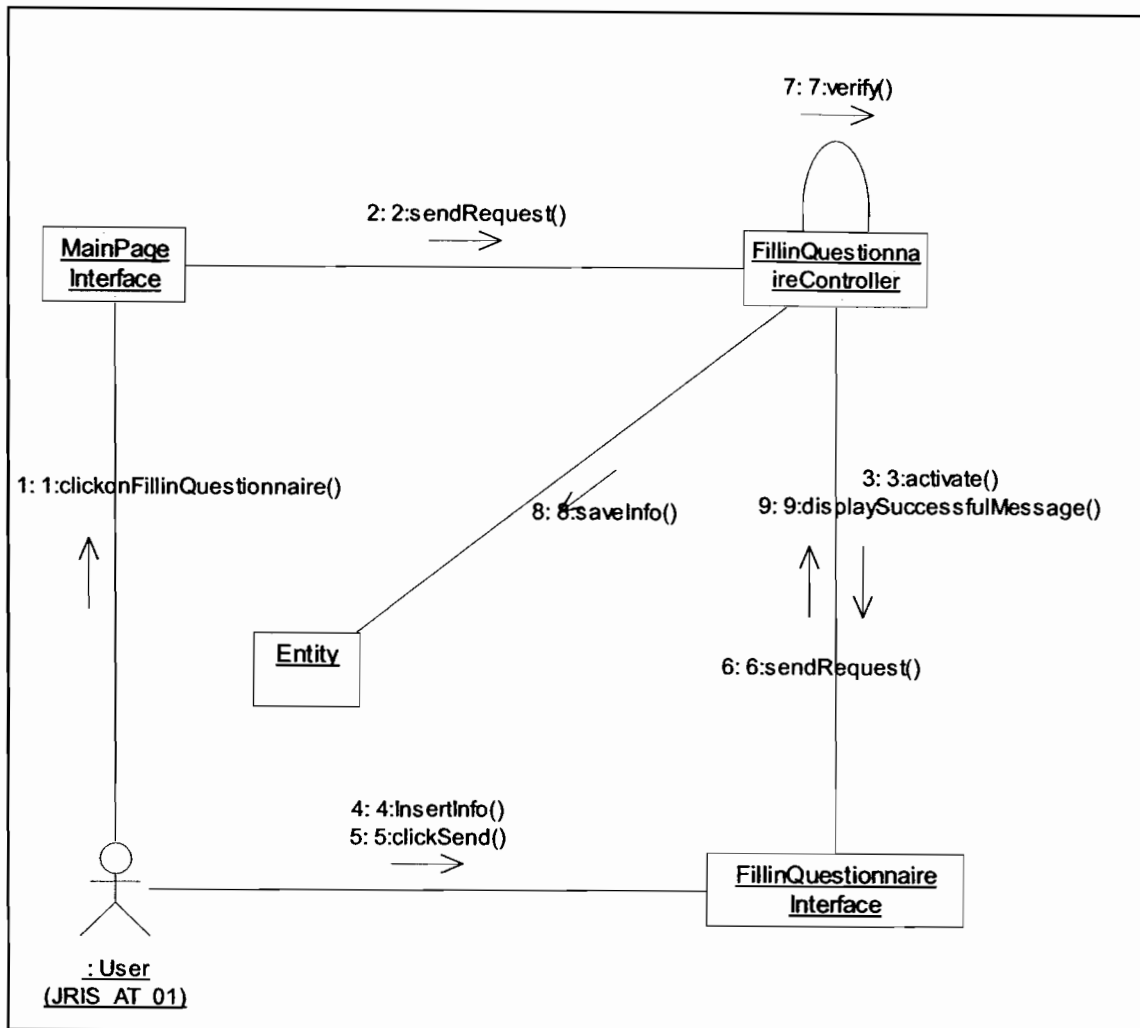 7: 7:verify()
2: 2:sendRequest()
MainPage
Interface
FillinQuestionna
ireController
1: 1:clickonFillinQuestionnaire()
3: 3:activate()
9: 9:displaySuccessfulMessage()
8: 8:saveInfo()
Entity
6: 6:sendRequest()
4: 4:InsertInfo()
5: 5:clickSend()
FillinQuestionnaire
Interface
: User
(JRIS_AT_01)